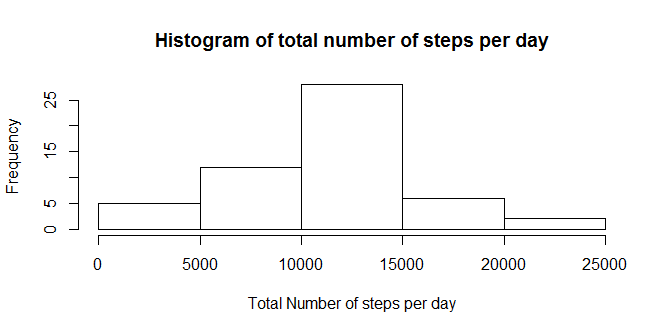 Histogram of total number of steps per day
Frequency
25
15
5
0
0 5000 10000 15000 20000 25000
Total Number of steps per day